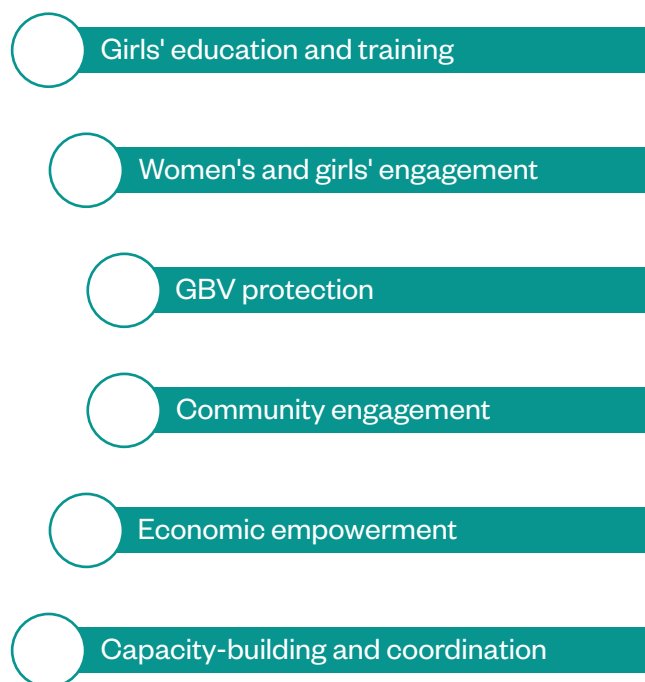 Girls' education and training
Women's and girls' engagement
GBV protection
Community engagement
Economic empowerment
Capacity-building and coordination